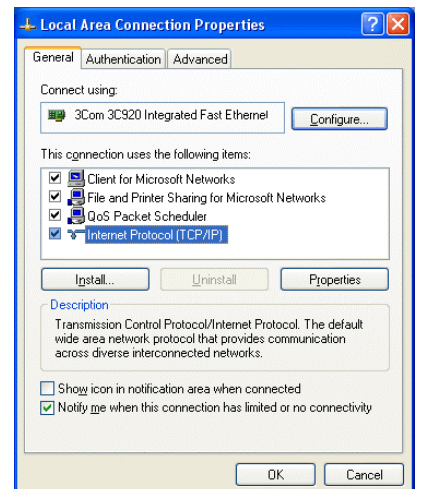 Local Area Connection Properties
General Authentication Advanced
Connect using:
3Com 3C920 Integrated Fast Ethernet
Configure...
This connection uses the following items:
Client for Microsoft Networks
File and Printer Sharing for Microsoft Networks
QoS Packet Scheduler
Internet Protocol (TCP/IP)
Install... Uninstall Properties
Description
Transmission Control Protocol/Internet Protocol. The default
wide area network protocol that provides communication
across diverse interconnected networks.
Show icon in notification area when connected
Notify me when this connection has limited or no connectivity
OK Cancel